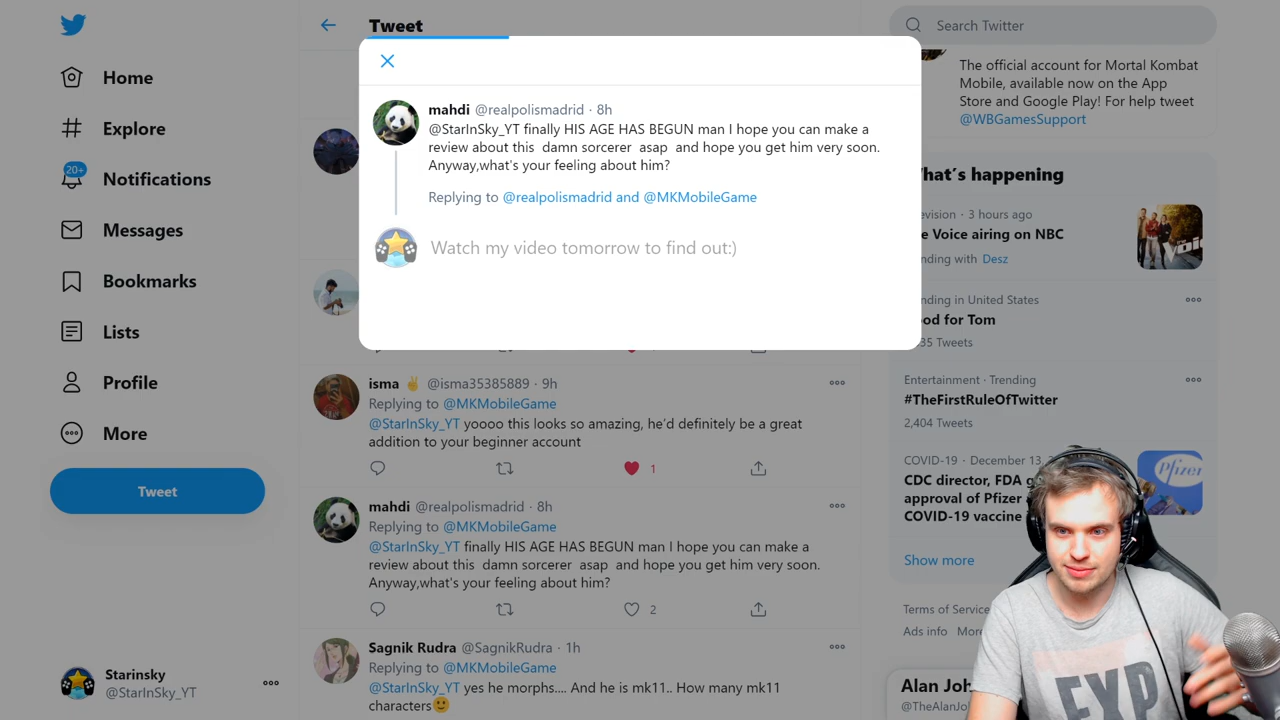 Tweet
Search Twitter
Home
Explore
20+
Notifications
Messages
Bookmarks
Lists
Profile
More
Tweet
Starinsky
@StarInSky_YT
mahdi @realpolismadrid · 8h
@StarInSky_YT finally HIS AGE HAS BEGUN man I hope you can make a
review about this damn sorcerer asap and hope you get him very soon.
Anyway,what's your feeling about him?
Replying to @realpolismadrid and @MKMobileGame
Watch my video tomorrow to find out:)
isma ✌ @isma35385889 · 9h
Replying to @MKMobileGame
@StarInSky_YT yoooo this looks so amazing, he'd definitely be a great
addition to your beginner account
1
mahdi @realpolismadrid · 8h
Replying to @MKMobileGame
@StarInSky_YT finally HIS AGE HAS BEGUN man I hope you can make a
review about this damn sorcerer asap and hope you get him very soon.
Anyway,what's your feeling about him?
2
Sagnik Rudra @SagnikRudra · 1h
Replying to @MKMobileGame
@StarInSky_YT yes he morphs.... And he is mk11.. How many mk11
characters🙂
The official account for Mortal Kombat
Mobile, available now on the App
Store and Google Play! For help tweet
@WBGamesSupport
What's happening
· 3 hours ago
Voice airing on NBC
with Desz
in United States
for Tom
Tweets
Entertainment · Trending
#TheFirstRuleOfTwitter
2,404 Tweets
COVID-19 · December 13,
CDC director, FDA
approval of Pfizer
COVID-19 vaccine
Pfizer
Show more
Terms of Service
Ads info
Alan
EXP